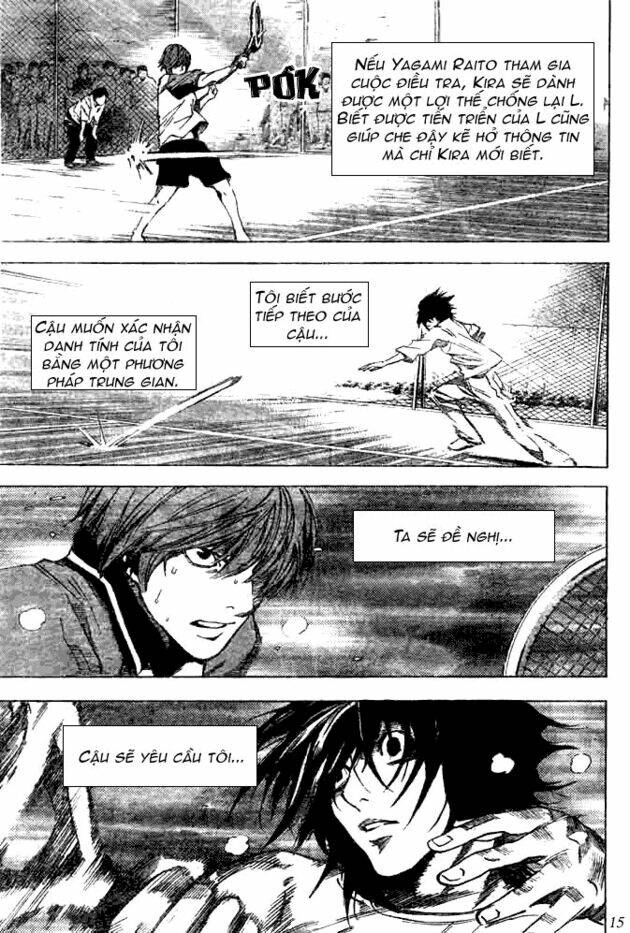 PỐK
NẾU YAGAMI RAITO THAM GIA
CUỘC ĐIỀU TRA, KIRA SẼ DÀNH
ĐƯỢC MỘT LỢI THẾ CHỐNG LẠI L.
BIẾT ĐƯỢC TIẾN TRIỂN CỦA L CŨNG
GIÚP CHE ĐẬY KẼ HỞ THÔNG TIN
MÀ CHỈ KIRA MỚI BIẾT.
TÔI BIẾT BƯỚC
TIẾP THEO CỦA
CẬU...
CẬU MUỐN XÁC NHẬN
DANH TÍNH CỦA TÔI
BẰNG MỘT PHƯƠNG
PHÁP TRUNG GIAN.
TA SẼ ĐỀ NGHỊ...
CẬU SẼ YÊU CẦU TÔI...
15